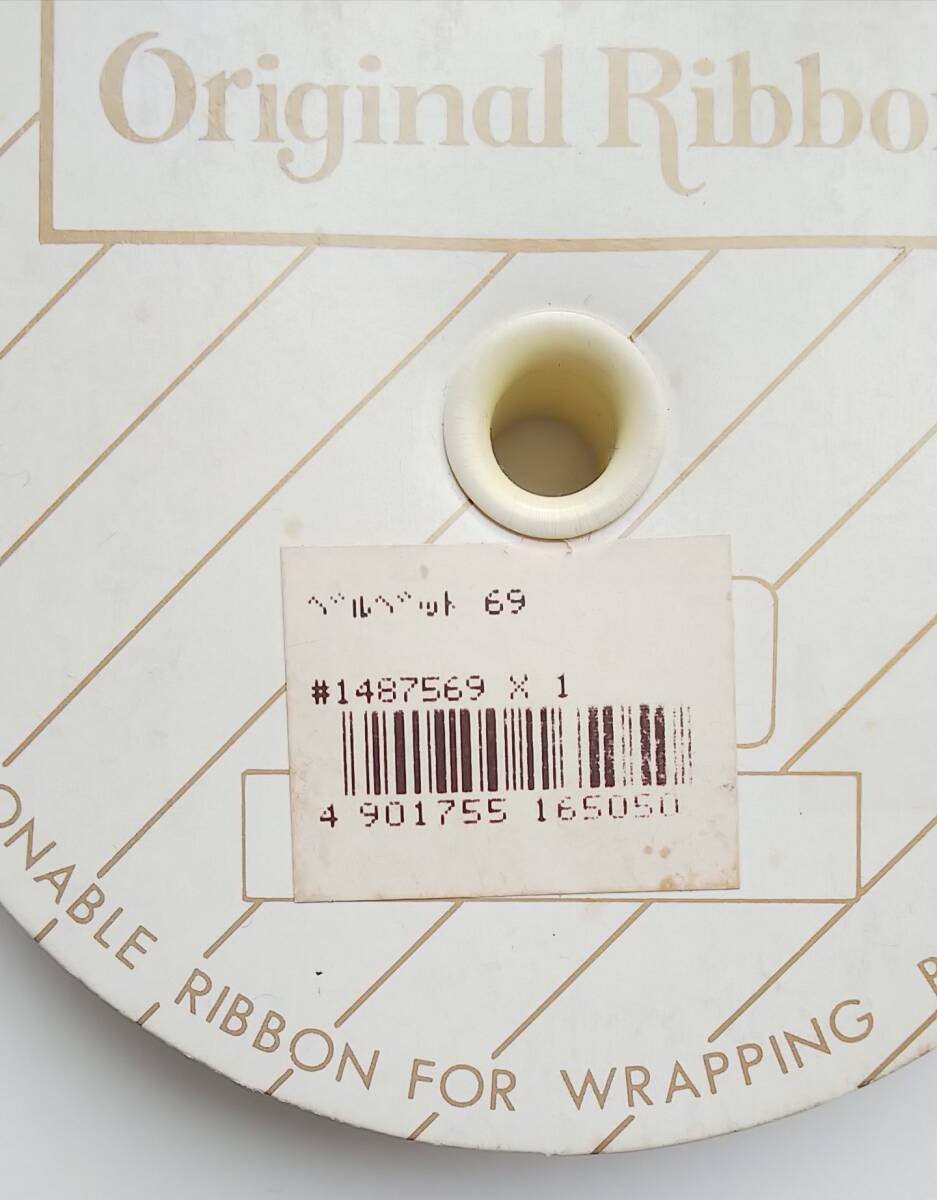 Original Ribbo
ﾍﾞﾙﾍﾞｯﾄ 69
#1487569 X 1
4 901755 165050
ONABLE RIBBON FOR WRAPPING